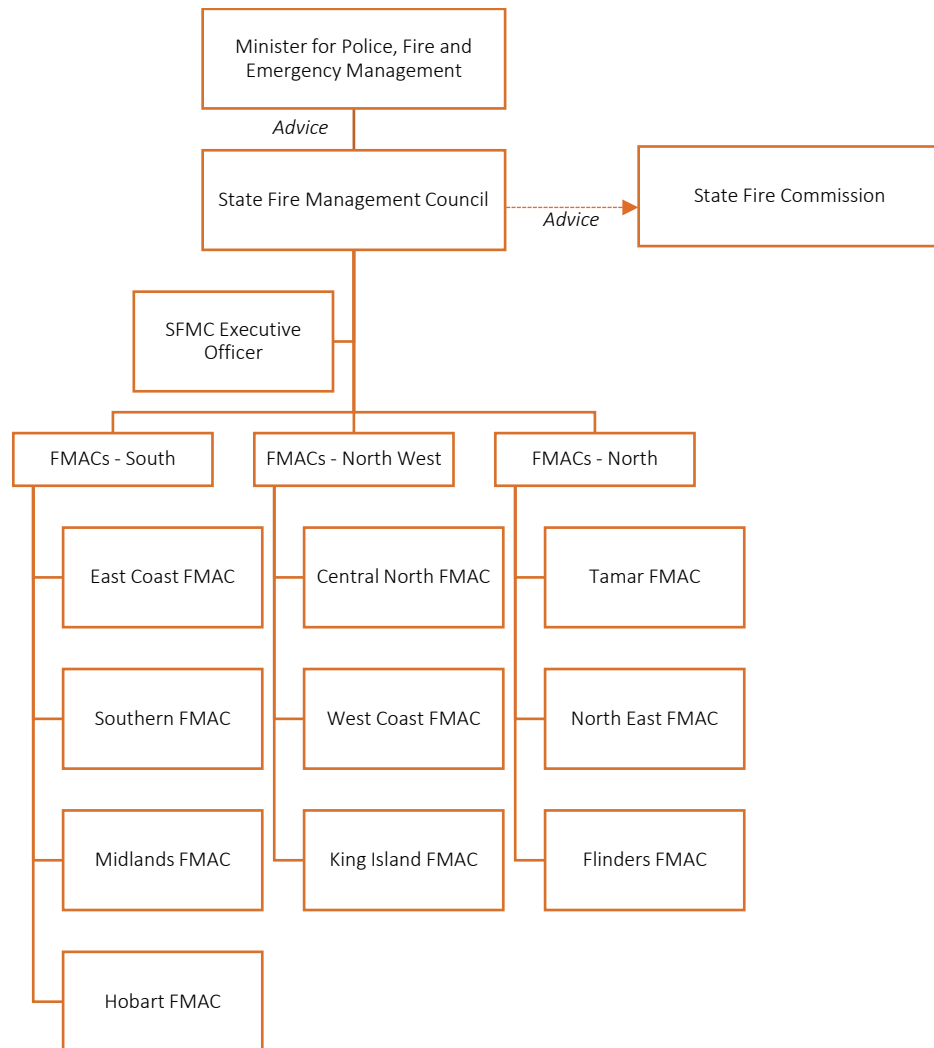 Minister for Police, Fire and
Emergency Management
Advice
State Fire Management Council
State Fire Commission
Advice
SFMC Executive
Officer
FMACs - South
FMACs - North West
FMACs - North
East Coast FMAC
Central North FMAC
Tamar FMAC
Southern FMAC
West Coast FMAC
North East FMAC
Midlands FMAC
King Island FMAC
Flinders FMAC
Hobart FMAC